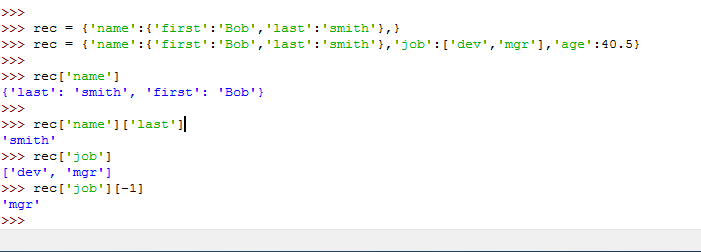 >>>
>>> rec = {'name':{'first':'Bob','last':'smith'},}
>>> rec = {'name':{'first':'Bob','last':'smith'},'job':['dev','mgr'],'age':40.5}
>>>
>>> rec['name']
{'last': 'smith', 'first': 'Bob'}
>>>
>>> rec['name']['last']
'smith'
>>> rec['job']
['dev', 'mgr']
>>> rec['job'][-1]
'mgr'
>>>